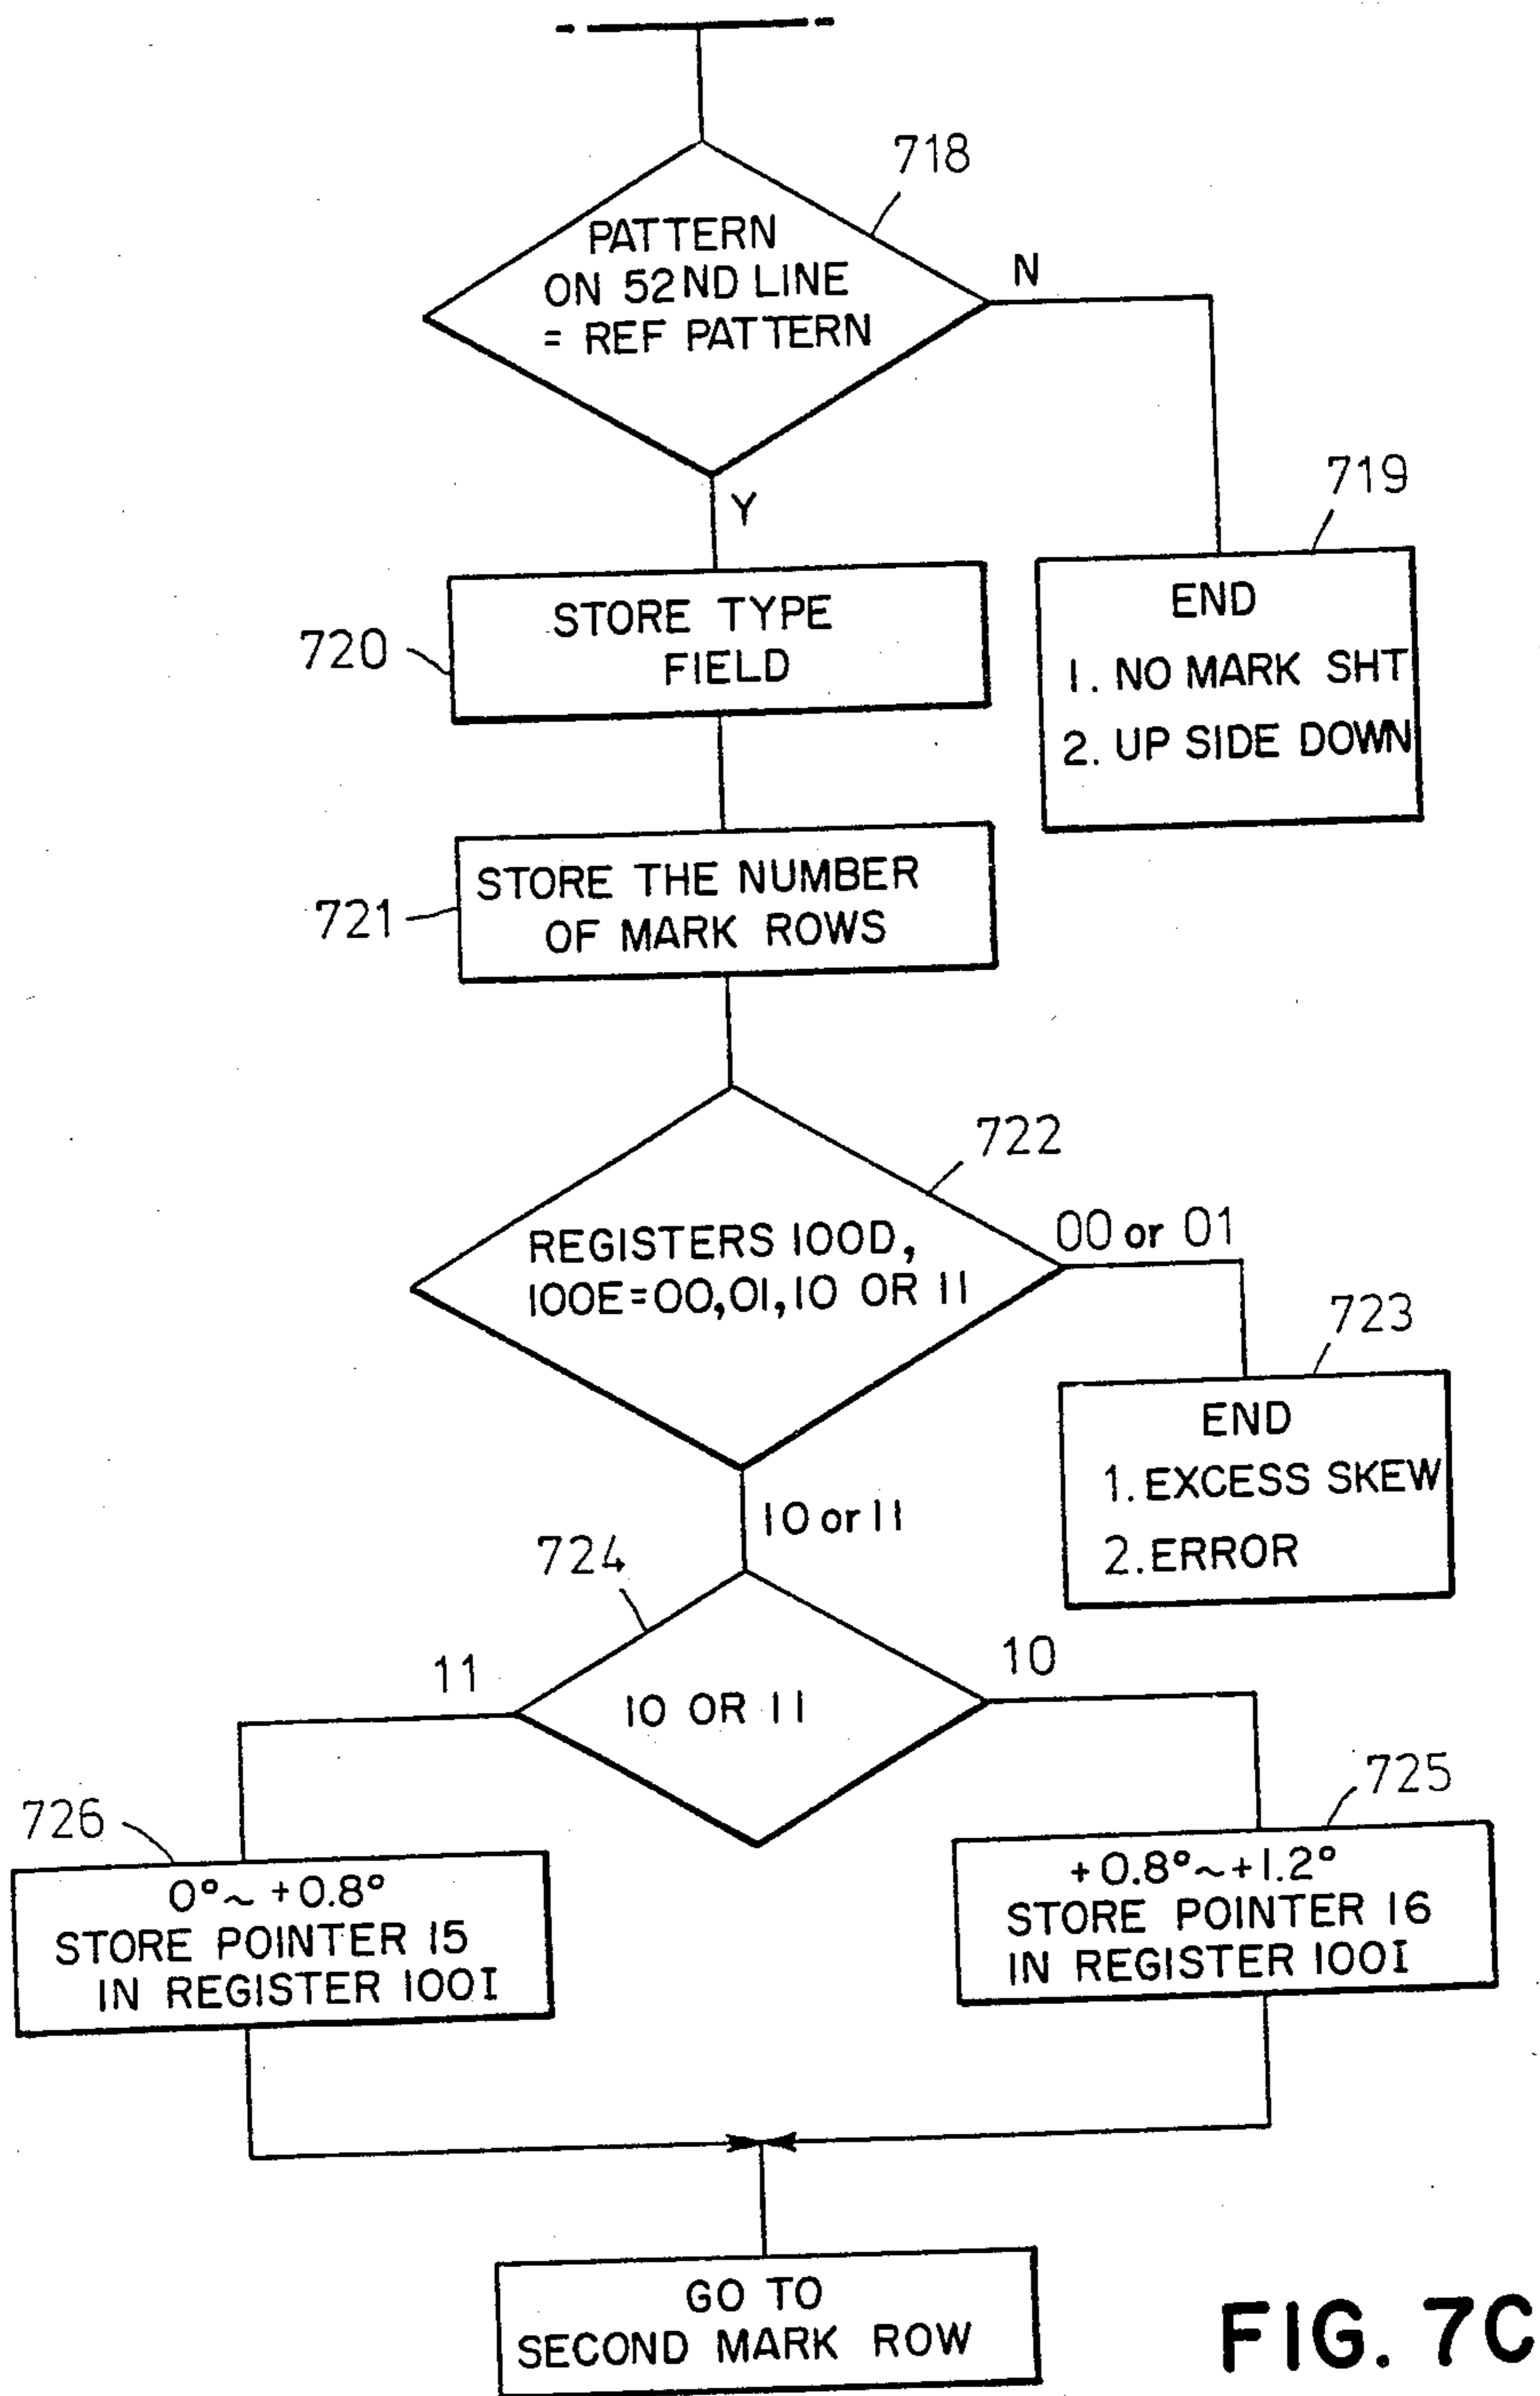 718
PATTERN
ON 52ND LINE
= REF PATTERN
N
Y
719
END
1. NO MARK SHT
2. UP SIDE DOWN
720
STORE TYPE
FIELD
721
STORE THE NUMBER
OF MARK ROWS
722
REGISTERS 100D,
100E=00,01,10 OR 11
00 or 01
723
END
1. EXCESS SKEW
2. ERROR
10 or 11
724
10 OR 11
11
10
726
0°~ +0.8°
STORE POINTER 15
IN REGISTER 100I
725
+0.8°~+1.2°
STORE POINTER 16
IN REGISTER 100I
GO TO
SECOND MARK ROW
FIG. 7C